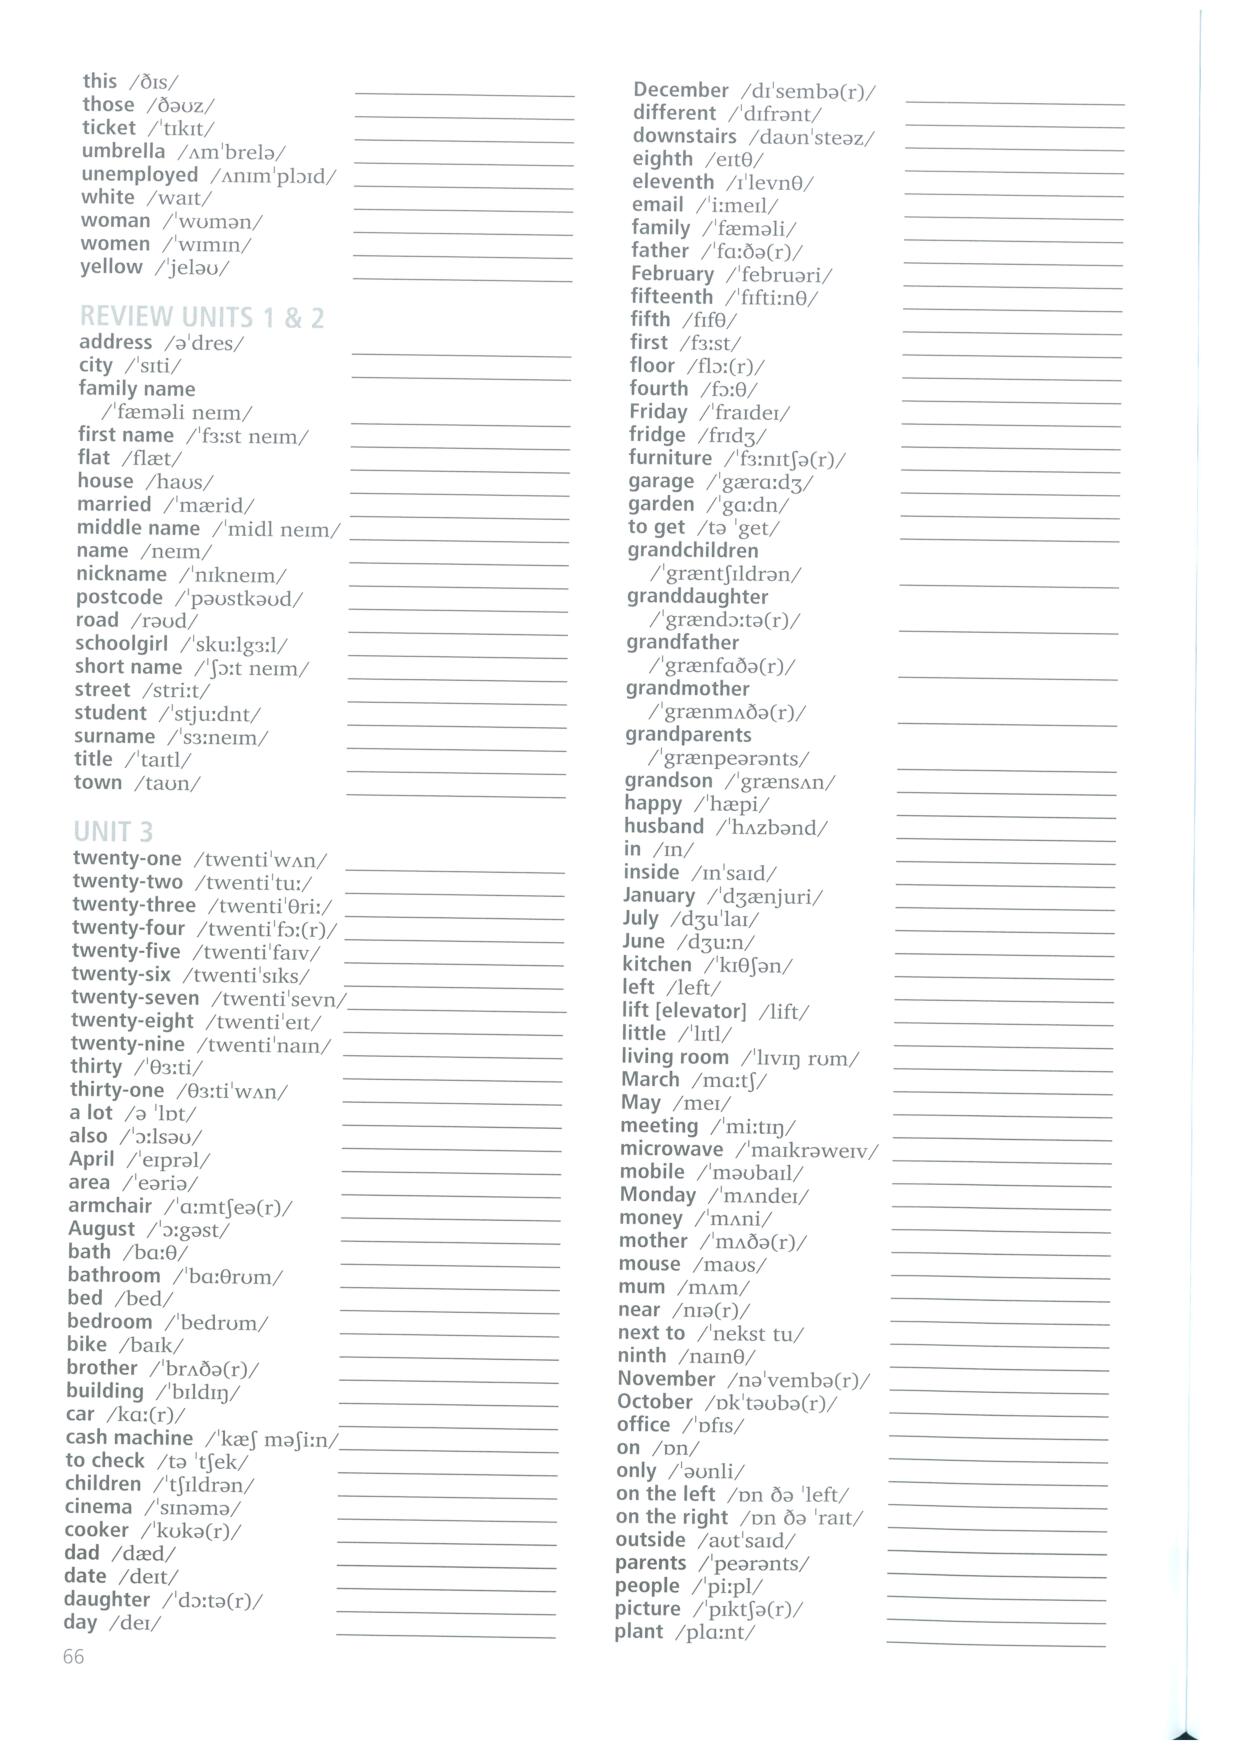 this /ðɪs/
those /ðəʊz/
ticket /ˈtɪkɪt/
umbrella /ʌmˈbrelə/
unemployed /ʌnɪmˈplɔɪd/
white /waɪt/
woman /ˈwʊmən/
women /ˈwɪmɪn/
yellow /ˈjeləʊ/
REVIEW UNITS 1 & 2
address /əˈdres/
city /ˈsɪti/
family name
/ˈfæməli neɪm/
first name /ˈfɜːst neɪm/
flat /flæt/
house /haʊs/
married /ˈmærid/
middle name /ˈmidl neɪm/
name /neɪm/
nickname /ˈnɪkneɪm/
postcode /ˈpəʊstkəʊd/
road /rəʊd/
schoolgirl /ˈskuːlgɜːl/
short name /ˈʃɔːt neɪm/
street /striːt/
student /ˈstjuːdnt/
surname /ˈsɜːneɪm/
title /ˈtaɪtl/
town /taʊn/
UNIT 3
twenty-one /twentiˈwʌn/
twenty-two /twentiˈtuː/
twenty-three /twentiˈθriː/
twenty-four /twentiˈfɔː(r)/
twenty-five /twentiˈfaɪv/
twenty-six /twentiˈsɪks/
twenty-seven /twentiˈsevn/
twenty-eight /twentiˈeɪt/
twenty-nine /twentiˈnaɪn/
thirty /ˈθɜːti/
thirty-one /θɜːtiˈwʌn/
a lot /ə ˈlɒt/
also /ˈɔːlsəʊ/
April /ˈeɪprəl/
area /ˈeəriə/
armchair /ˈɑːmtʃeə(r)/
August /ˈɔːgəst/
bath /bɑːθ/
bathroom /ˈbɑːθrʊm/
bed /bed/
bedroom /ˈbedrʊm/
bike /baɪk/
brother /ˈbrʌðə(r)/
building /ˈbɪldɪŋ/
car /kɑː(r)/
cash machine /ˈkæʃ məʃiːn/
to check /tə ˈtʃek/
children /ˈtʃɪldrən/
cinema /ˈsɪnəmə/
cooker /ˈkʊkə(r)/
dad /dæd/
date /deɪt/
daughter /ˈdɔːtə(r)/
day /deɪ/
66
December /dɪˈsembə(r)/
different /ˈdɪfrənt/
downstairs /daʊnˈsteəz/
eighth /eɪtθ/
eleventh /ɪˈlevnθ/
email /ˈiːmeɪl/
family /ˈfæməli/
father /ˈfɑːðə(r)/
February /ˈfebruəri/
fifteenth /ˈfɪftiːnθ/
fifth /fɪfθ/
first /fɜːst/
floor /flɔː(r)/
fourth /fɔːθ/
Friday /ˈfraɪdeɪ/
fridge /frɪdʒ/
furniture /ˈfɜːnɪtʃə(r)/
garage /ˈgærɑːdʒ/
garden /ˈgɑːdn/
to get /tə ˈget/
grandchildren
/ˈgræntʃɪldrən/
granddaughter
/ˈgrændɔːtə(r)/
grandfather
/ˈgrænfɑðə(r)/
grandmother
/ˈgrænmʌðə(r)/
grandparents
/ˈgrænpeərənts/
grandson /ˈgrænsʌn/
happy /ˈhæpi/
husband /ˈhʌzbənd/
in /ɪn/
inside /ɪnˈsaɪd/
January /ˈdʒænjuri/
July /dʒuˈlaɪ/
June /dʒuːn/
kitchen /ˈkɪθʃən/
left /left/
lift [elevator] /lift/
little /ˈlɪtl/
living room /ˈlɪvɪŋ rʊm/
March /mɑːtʃ/
May /meɪ/
meeting /ˈmiːtɪŋ/
microwave /ˈmaɪkrəweɪv/
mobile /ˈməʊbaɪl/
Monday /ˈmʌndeɪ/
money /ˈmʌni/
mother /ˈmʌðə(r)/
mouse /maʊs/
mum /mʌm/
near /nɪə(r)/
next to /ˈnekst tu/
ninth /naɪnθ/
November /nəˈvembə(r)/
October /ɒkˈtəʊbə(r)/
office /ˈɒfɪs/
on /ɒn/
only /ˈəʊnli/
on the left /ɒn ðə ˈleft/
on the right /ɒn ðə ˈraɪt/
outside /aʊtˈsaɪd/
parents /ˈpeərənts/
people /ˈpiːpl/
picture /ˈpɪktʃə(r)/
plant /plɑːnt/